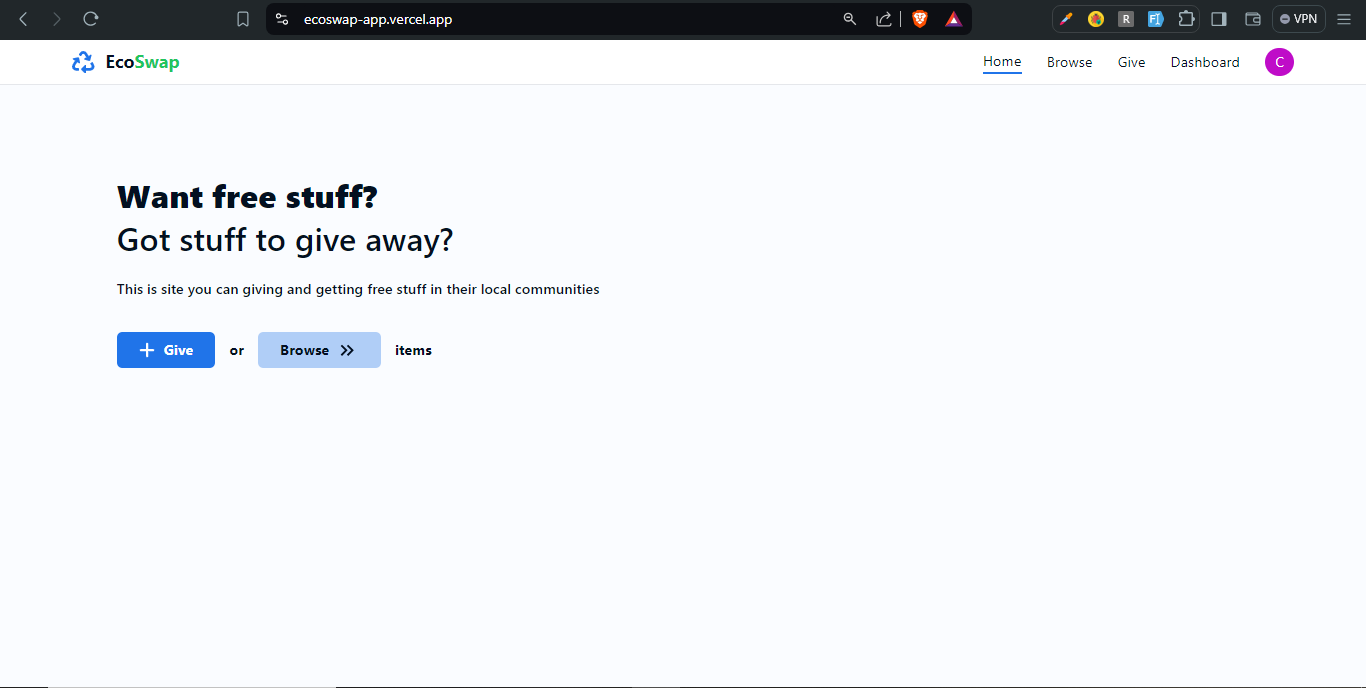 ecoswap-app.vercel.app
R
VPN
EcoSwap
Home Browse Give Dashboard C
Want free stuff?
Got stuff to give away?
This is site you can giving and getting free stuff in their local communities
Give or Browse items